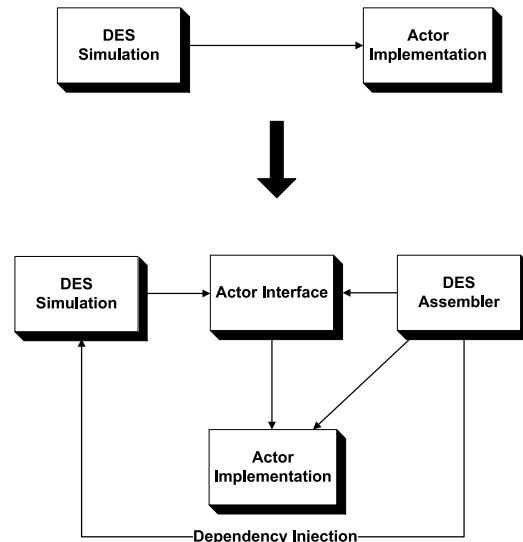 DES
Simulation
Actor
Implementation
DES
Simulation
Actor Interface
DES
Assembler
Actor
Implementation
Dependency Injection